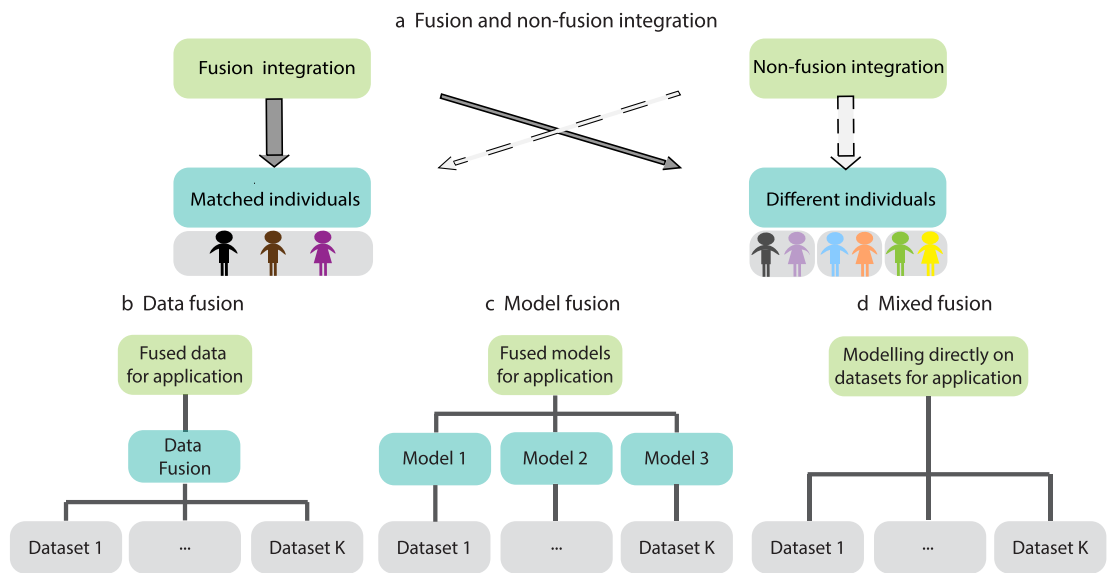 a Fusion and non-fusion integration
Fusion integration
Non-fusion integration
Matched individuals
Different individuals
b Data fusion
c Model fusion
d Mixed fusion
Fused data
for application
Fused models
for application
Modelling directly on
datasets for application
Data
Fusion
Model 1
Model 2
Model 3
Dataset 1
...
Dataset K
Dataset 1
...
Dataset K
Dataset 1
...
Dataset K